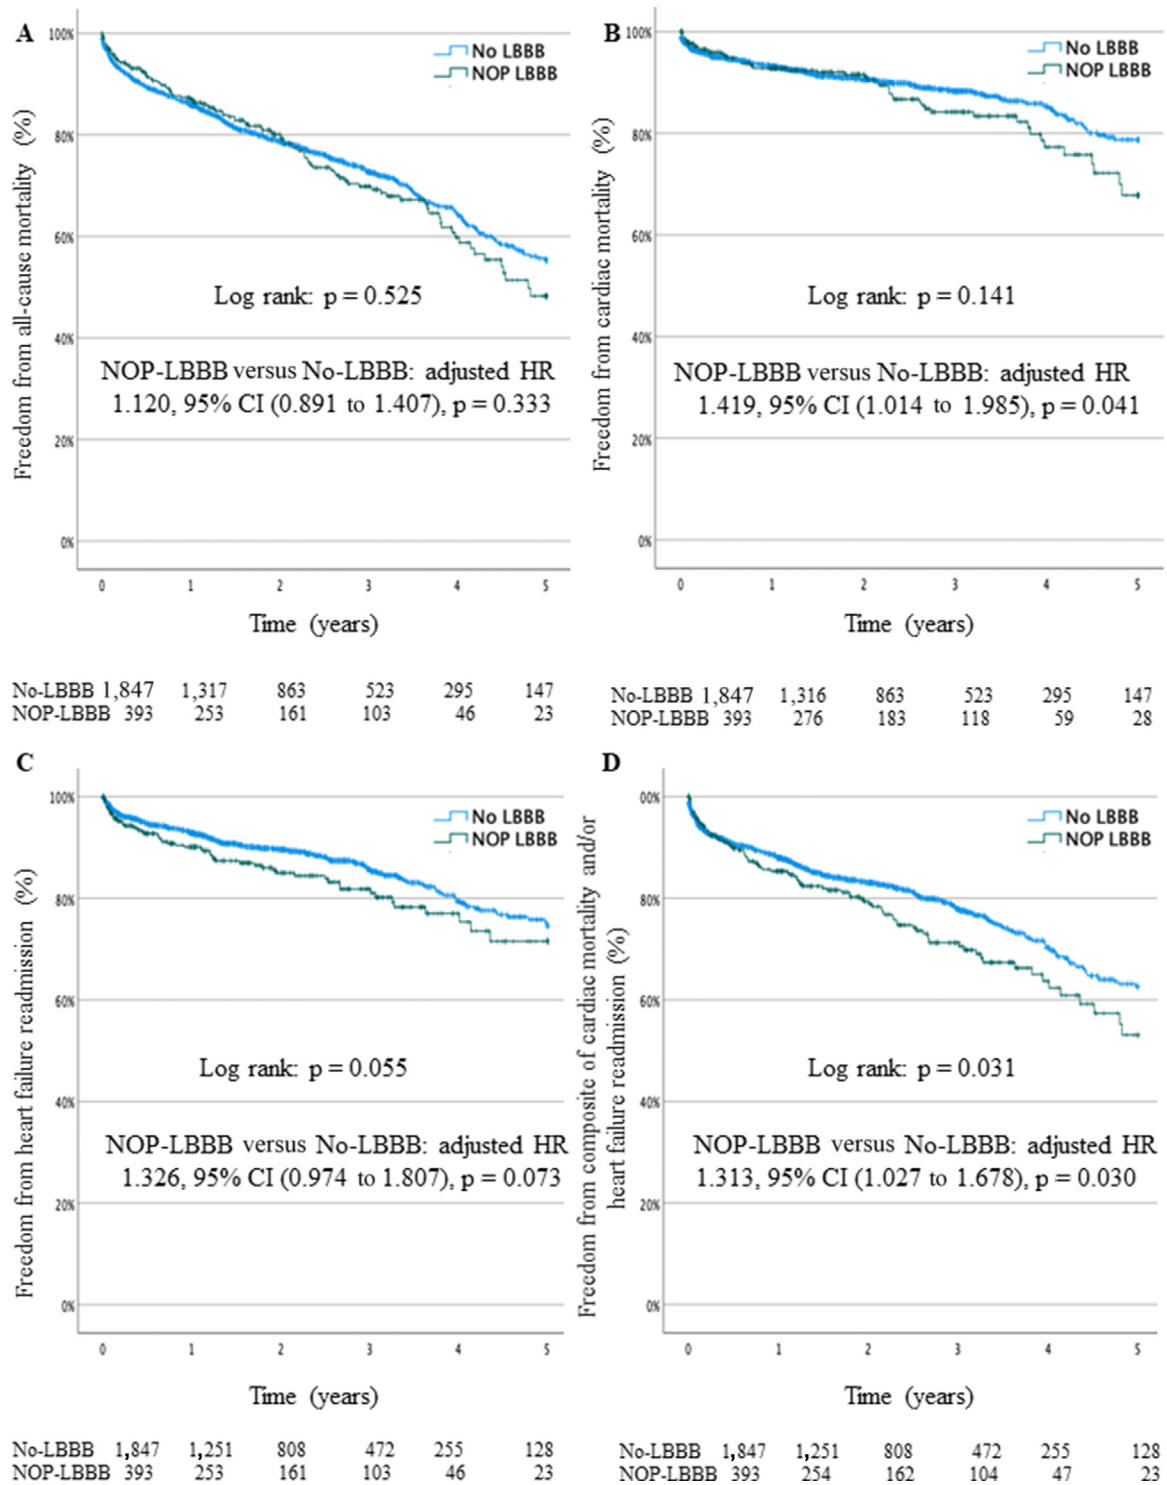 A
Freedom from all-cause mortality (%)
100%
80%
60%
40%
20%
0%
No LBBB
NOP LBBB
Log rank: p = 0.525
NOP-LBBB versus No-LBBB: adjusted HR
1.120, 95% CI (0.891 to 1.407), p = 0.333
0 1 2 3 4 5
Time (years)
No-LBBB 1,847 1,317 863 523 295 147
NOP-LBBB 393 253 161 103 46 23
B
Freedom from cardiac mortality (%)
100%
80%
60%
40%
20%
0%
No LBBB
NOP LBBB
Log rank: p = 0.141
NOP-LBBB versus No-LBBB: adjusted HR
1.419, 95% CI (1.014 to 1.985), p = 0.041
0 1 2 3 4 5
Time (years)
No-LBBB 1,847 1,316 863 523 295 147
NOP-LBBB 393 276 183 118 59 28
C
Freedom from heart failure readmission (%)
100%
80%
60%
40%
20%
0%
No LBBB
NOP LBBB
Log rank: p = 0.055
NOP-LBBB versus No-LBBB: adjusted HR
1.326, 95% CI (0.974 to 1.807), p = 0.073
0 1 2 3 4 5
Time (years)
No-LBBB 1,847 1,251 808 472 255 128
NOP-LBBB 393 253 161 103 46 23
D
Freedom from composite of cardiac mortality and/or
heart failure readmission (%)
00%
80%
60%
40%
20%
0%
No LBBB
NOP LBBB
Log rank: p = 0.031
NOP-LBBB versus No-LBBB: adjusted HR
1.313, 95% CI (1.027 to 1.678), p = 0.030
0 1 2 3 4 5
Time (years)
No-LBBB 1,847 1,251 808 472 255 128
NOP-LBBB 393 254 162 104 47 23